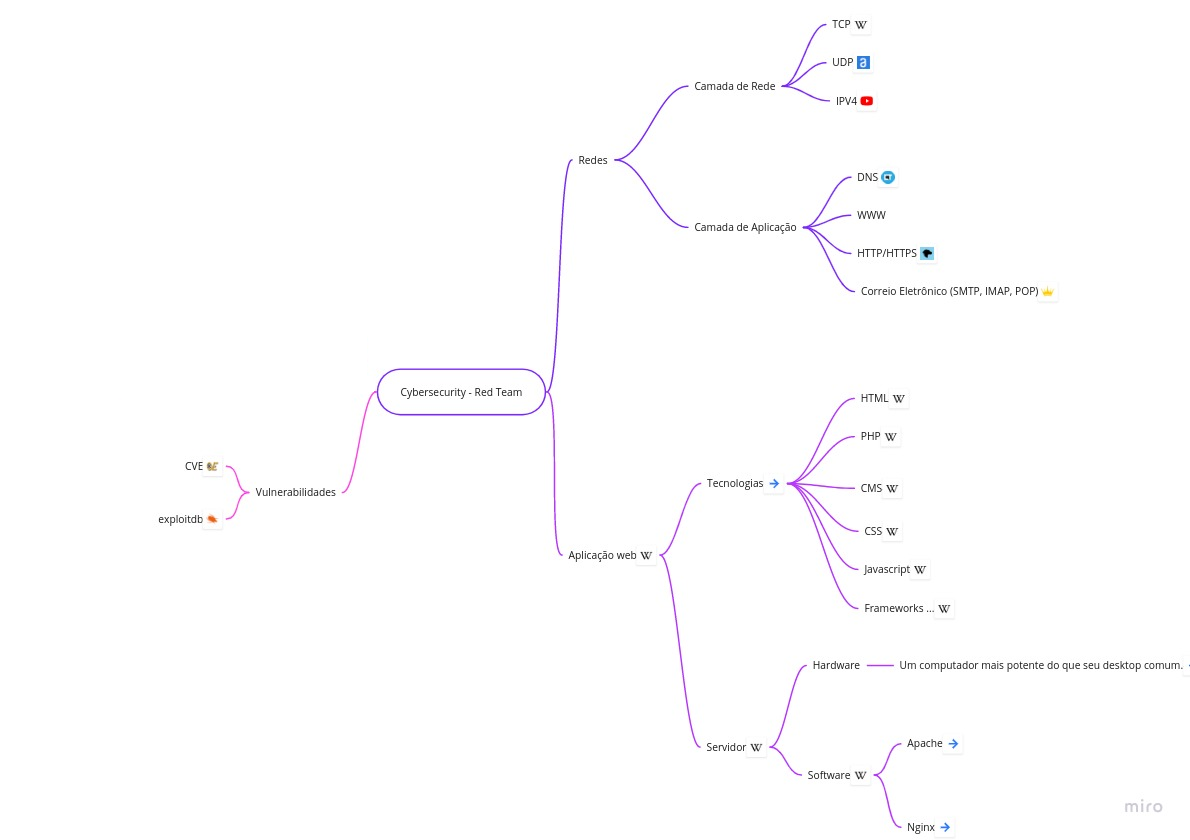 TCP
UDP
Camada de Rede
IPV4
Redes
DNS
WWW
Camada de Aplicação
HTTP/HTTPS
Correio Eletrônico (SMTP, IMAP, POP)
Cybersecurity - Red Team
HTML
PHP
CVE
Tecnologias
CMS
Vulnerabilidades
exploitdb
CSS
Aplicação web
Javascript
Frameworks ...
Hardware
Um computador mais potente do que seu desktop comum.
Servidor
Apache
Software
Nginx
miro